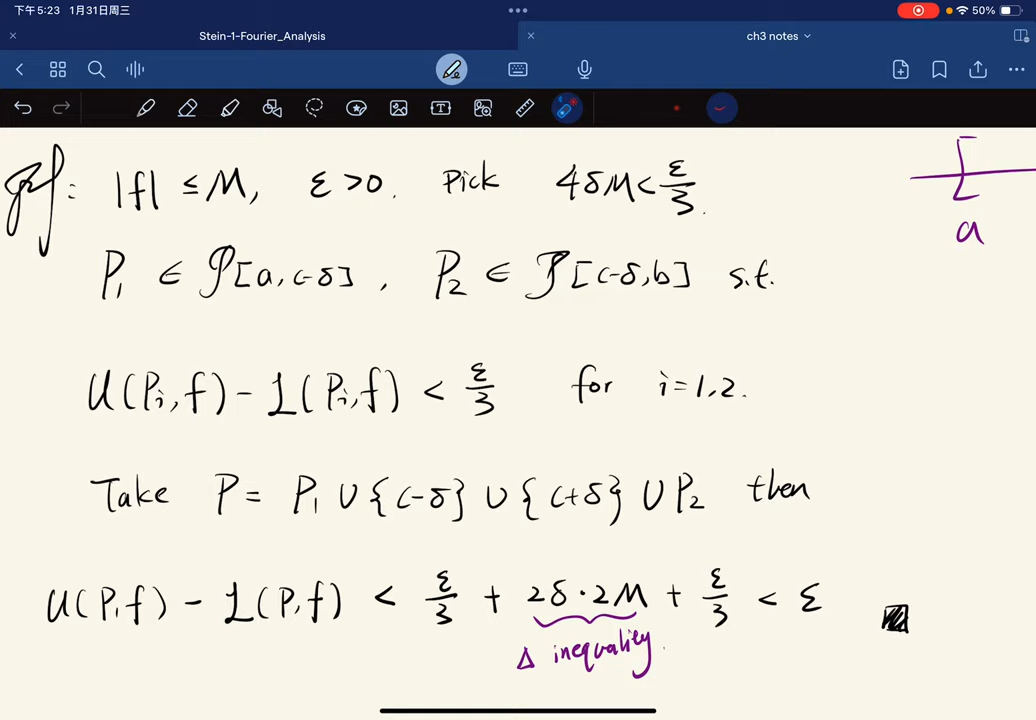 下午5:23 1月31日周三
50%
Stein-1-Fourier_Analysis
ch3 notes
pf: |f| ≤ M, ε > 0. Pick 4δM < ε/3.
a
P₁ ∈ 𝒫[a, c-δ], P₂ ∈ 𝒫[c-δ, b] s.t.
U(Pᵢ, f) - L(Pᵢ, f) < ε/3 for i=1,2.
Take P = P₁ ∪ {c-δ} ∪ {c+δ} ∪ P₂ then
U(P, f) - L(P, f) < ε/3 + 2δ·2M + ε/3 < ε
Δ inequality.